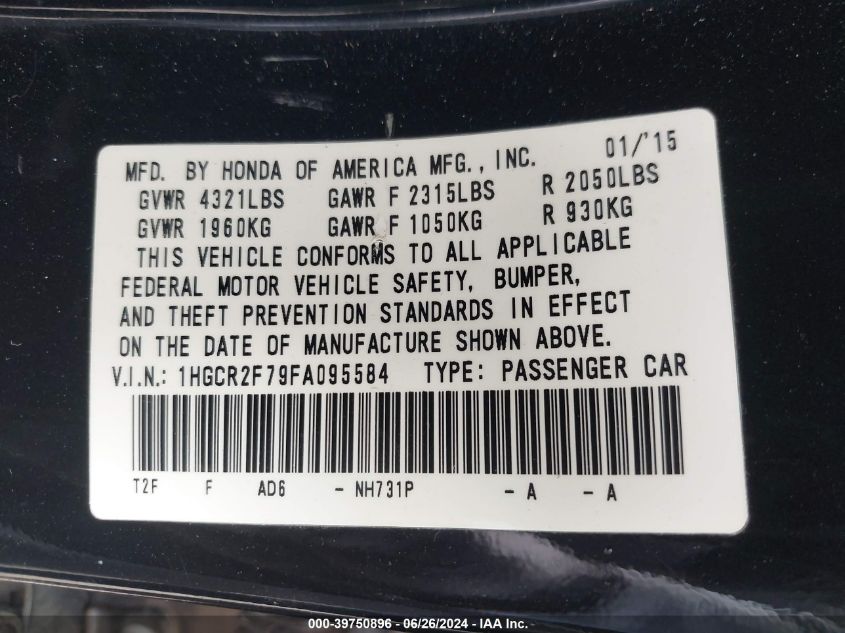 MFD. BY HONDA OF AMERICA MFG., INC. 01/'15
GVWR 4321LBS GAWR F 2315LBS R 2050LBS
GVWR 1960KG GAWR F 1050KG R 930KG
THIS VEHICLE CONFORMS TO ALL APPLICABLE
FEDERAL MOTOR VEHICLE SAFETY, BUMPER,
AND THEFT PREVENTION STANDARDS IN EFFECT
ON THE DATE OF MANUFACTURE SHOWN ABOVE.
V.I.N.: 1HGCR2F79FA095584 TYPE: PASSENGER CAR
T2F F AD6 - NH731P - A - A
000-39750896 - 06/26/2024 - IAA Inc.